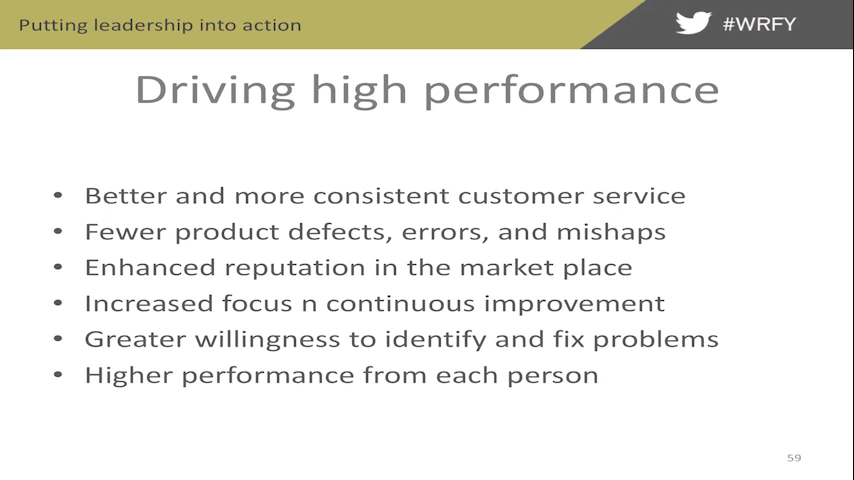 Putting leadership into action
#WRFY
Driving high performance
• Better and more consistent customer service
• Fewer product defects, errors, and mishaps
• Enhanced reputation in the market place
• Increased focus n continuous improvement
• Greater willingness to identify and fix problems
• Higher performance from each person
59